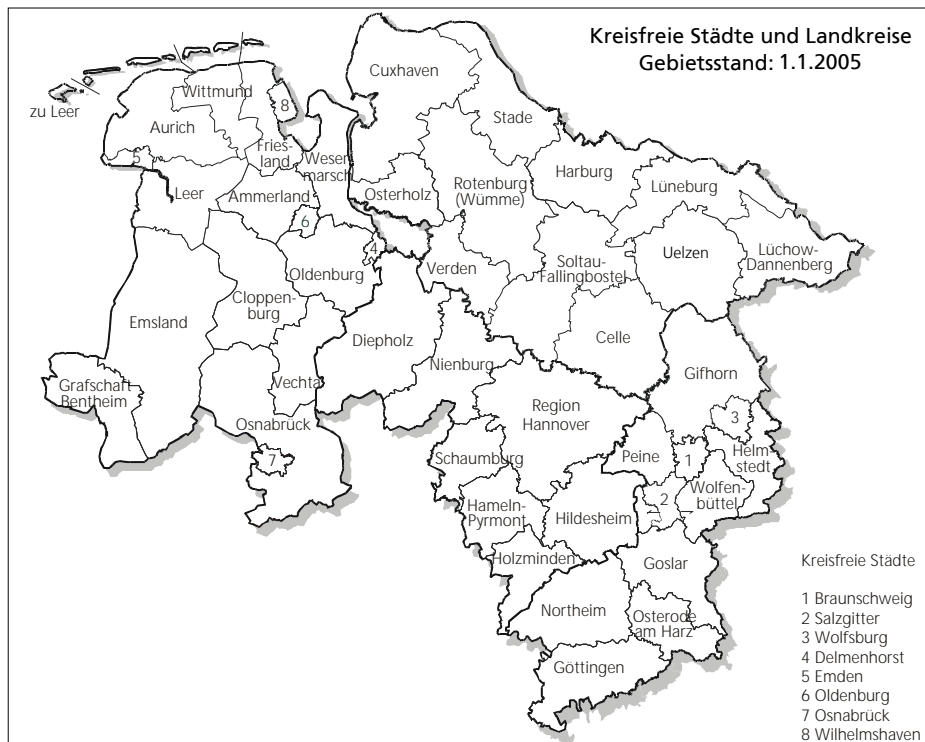 Kreisfreie Städte und Landkreise
Gebietsstand: 1.1.2005
Cuxhaven
Wittmund
8
zu Leer
Aurich
Stade
5
Fries-
land
Weser
marsch
Harburg
Leer
Ammerland
Osterholz
Rotenburg
(Wümme)
Lüneburg
6
4
Oldenburg
Verden
Soltau-
Fallingbostel
Uelzen
Lüchow-
Dannenberg
Emsland
Cloppen-
burg
Diepholz
Celle
Nienburg
Gifhorn
Grafschaft
Bentheim
Vechta
Region
Hannover
Osnabrück
3
7
Schaumburg
Peine
1
Helm-
stedt
Hameln-
Pyrmont
Hildesheim
2
Wolfen-
büttel
Holzminden
Goslar
Northeim
Osterode
am Harz
Göttingen
Kreisfreie Städte
1 Braunschweig
2 Salzgitter
3 Wolfsburg
4 Delmenhorst
5 Emden
6 Oldenburg
7 Osnabrück
8 Wilhelmshaven